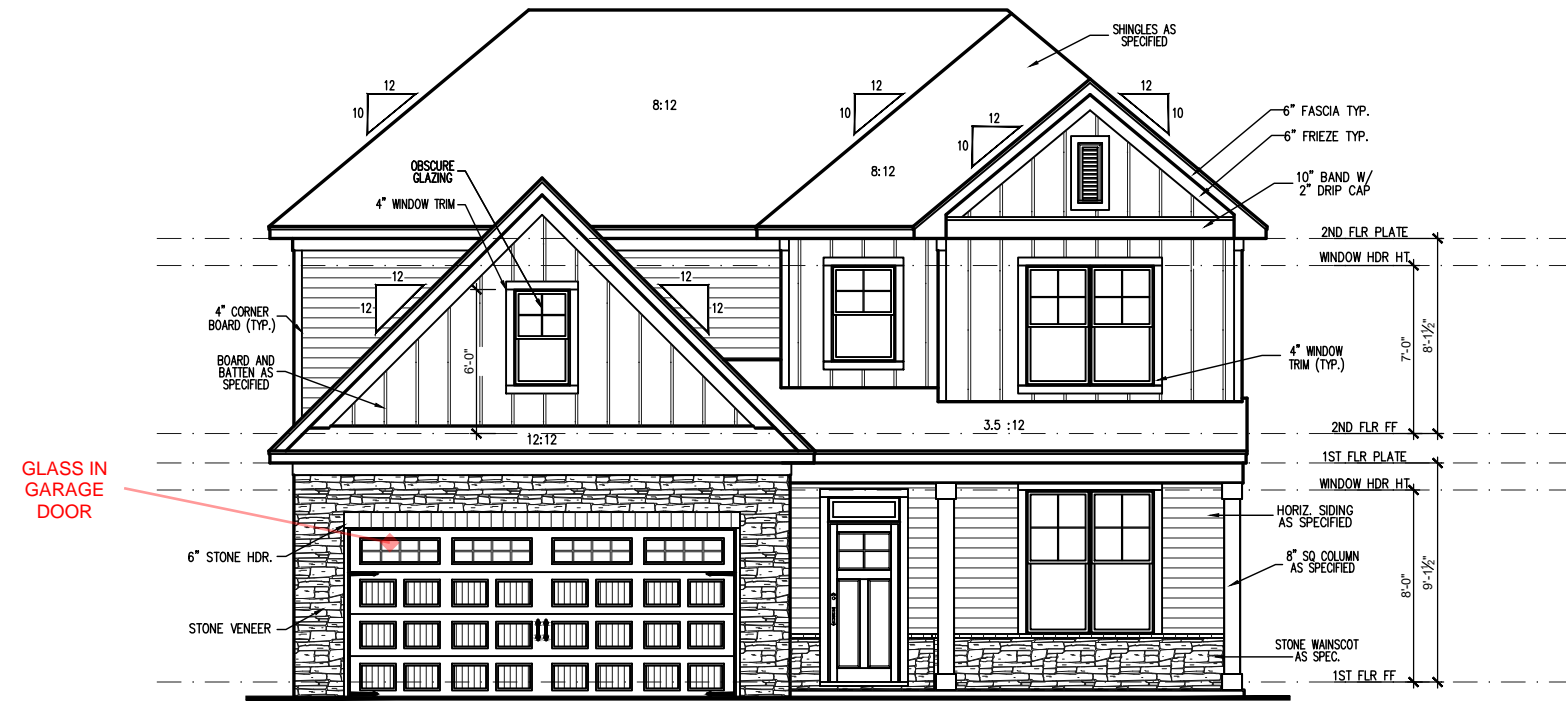 SHINGLES AS
SPECIFIED
12
10
8:12
12
10
12
10
12
10
6" FASCIA TYP.
6" FRIEZE TYP.
8:12
10" BAND W/
2" DRIP CAP
OBSCURE
GLAZING
4" WINDOW TRIM
2ND FLR PLATE
WINDOW HDR HT.
12
12
12
12
4" CORNER
BOARD (TYP.)
6'-0"
7'-0"
8'-1½"
4" WINDOW
TRIM (TYP.)
BOARD AND
BATTEN AS
SPECIFIED
12:12
3.5 :12
2ND FLR FF
1ST FLR PLATE
WINDOW HDR HT
GLASS IN
GARAGE
DOOR
HORIZ. SIDING
AS SPECIFIED
6" STONE HDR.
8" SQ COLUMN
AS SPECIFIED
8'-0"
9'-1½"
STONE VENEER
STONE WAINSCOT
AS SPEC.
1ST FLR FF